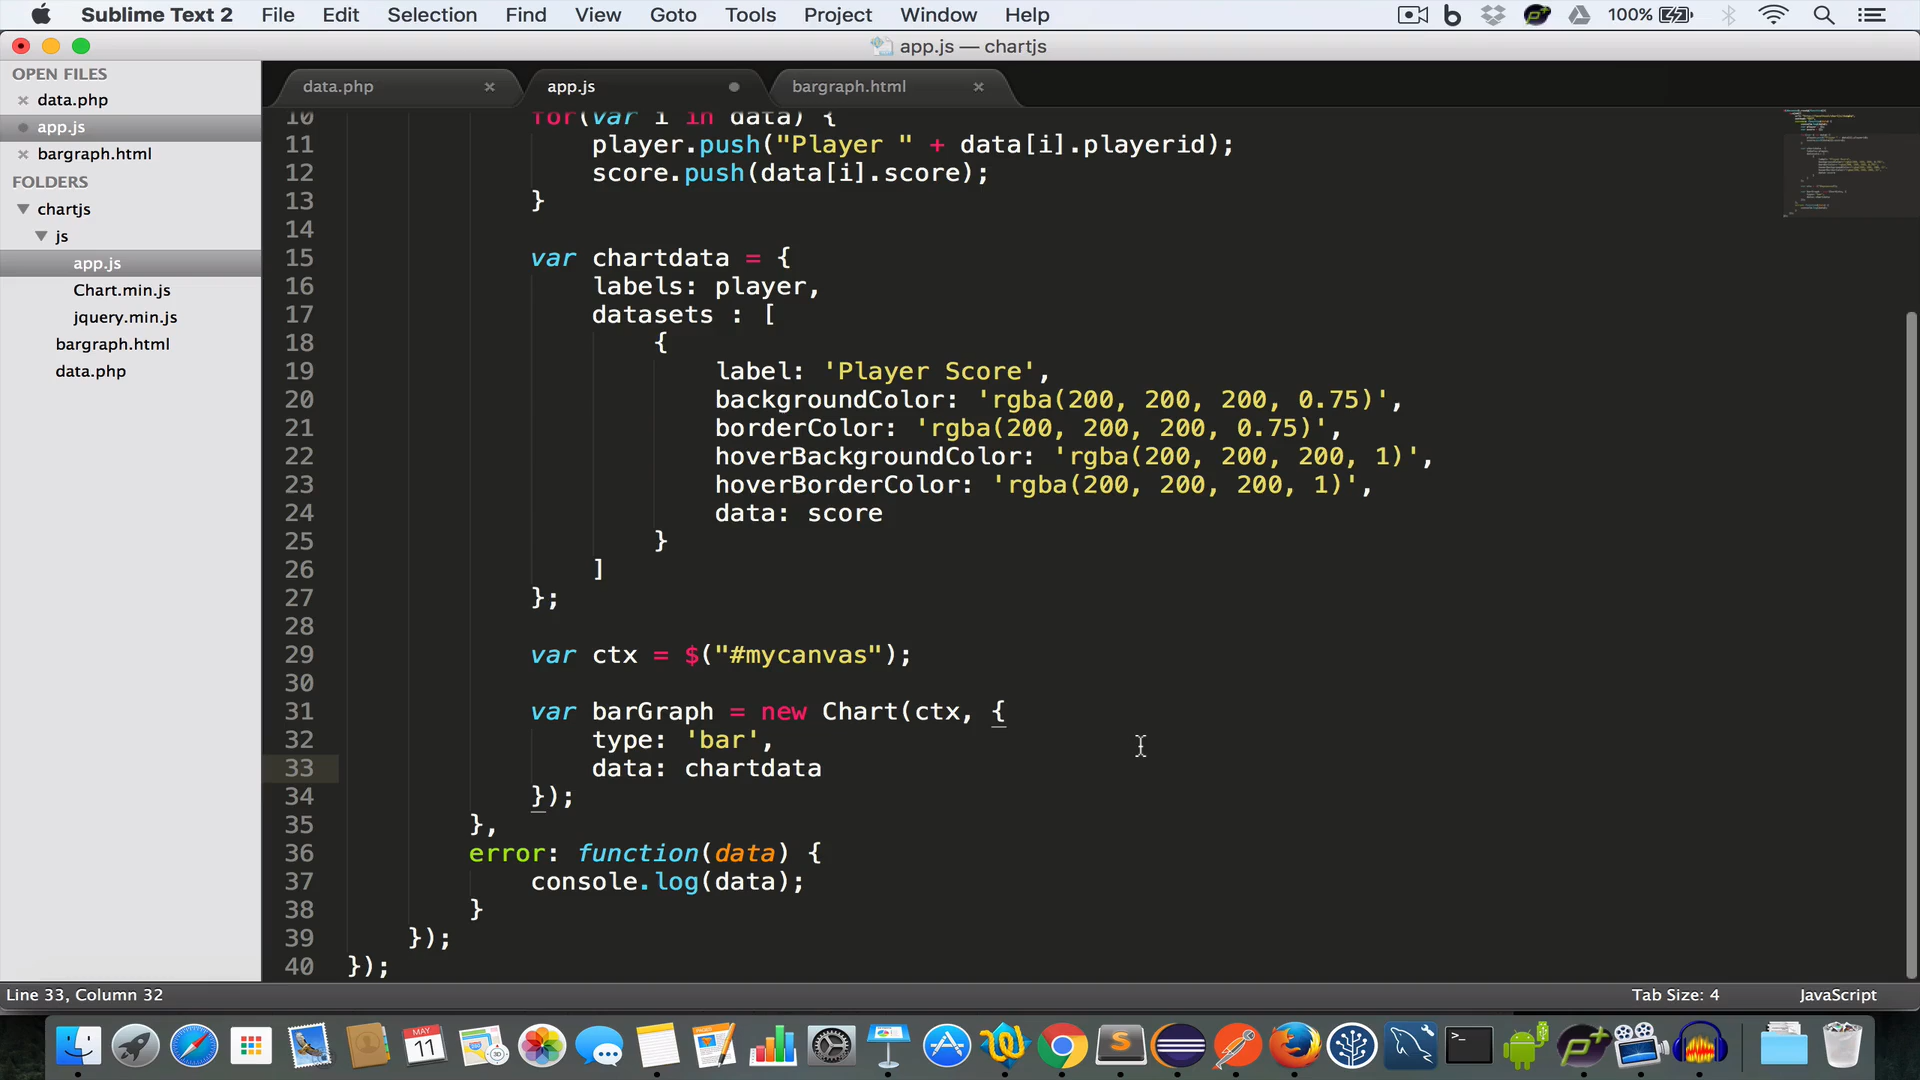 Sublime Text 2 File Edit Selection Find View Goto Tools Project Window Help 100%
app.js — chartjs
OPEN FILES
data.php
app.js
bargraph.html
FOLDERS
chartjs
js
app.js
Chart.min.js
jquery.min.js
bargraph.html
data.php
data.php app.js bargraph.html
10 for(var i in data) {
11 player.push("Player " + data[i].playerid);
12 score.push(data[i].score);
13 }
14
15 var chartdata = {
16 labels: player,
17 datasets : [
18 {
19 label: 'Player Score',
20 backgroundColor: 'rgba(200, 200, 200, 0.75)',
21 borderColor: 'rgba(200, 200, 200, 0.75)',
22 hoverBackgroundColor: 'rgba(200, 200, 200, 1)',
23 hoverBorderColor: 'rgba(200, 200, 200, 1)',
24 data: score
25 }
26 ]
27 };
28
29 var ctx = $("#mycanvas");
30
31 var barGraph = new Chart(ctx, {
32 type: 'bar',
33 data: chartdata
34 });
35 },
36 error: function(data) {
37 console.log(data);
38 }
39 });
40 });
Line 33, Column 32 Tab Size: 4 JavaScript
MAY
11